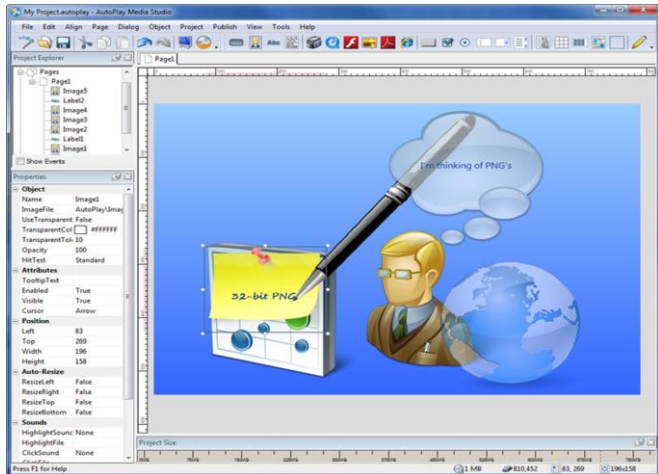 My Project.autoplay - AutoPlay Media Studio
File Edit Align Page Dialog Object Project Publish View Tools Help
Project Explorer
Page1
Pages
Page1
Image5
Label2
Image4
Image3
Image2
Label1
Image1
Show Events
Properties
Object
Name Image1
ImageFile AutoPlay\Imag
UseTransparent False
TransparentCol #FFFFFF
TransparentTol 10
Opacity 100
HitTest Standard
Attributes
TooltipText
Enabled True
Visible True
Cursor Arrow
Position
Left 83
Top 269
Width 196
Height 158
Auto-Resize
ResizeLeft False
ResizeRight False
ResizeTop False
ResizeBottom False
Sounds
HighlightSound None
HighlightFile
ClickSound None
I'm thinking of PNG's
32-bit PNG
Project Size
Press F1 for Help
1 MB 810,452 83, 269 196x158